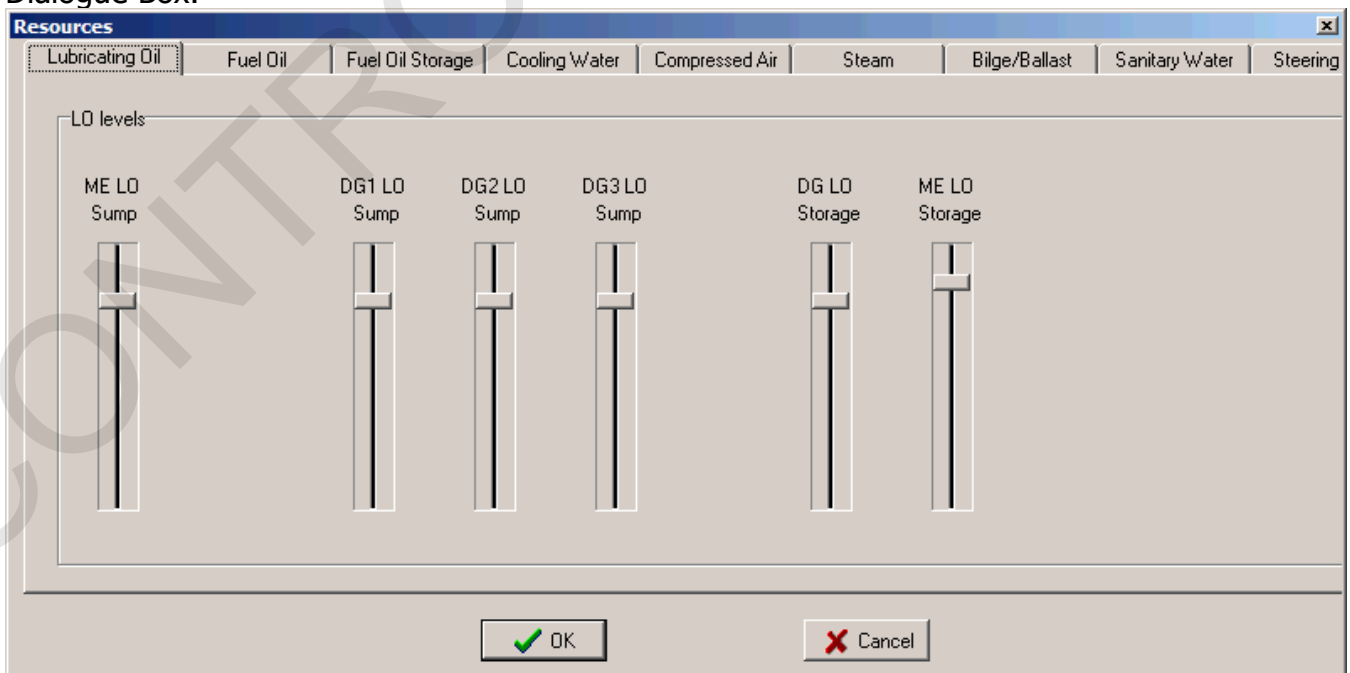 Dialogue Box:
Resources
Lubricating Oil Fuel Oil Fuel Oil Storage Cooling Water Compressed Air Steam Bilge/Ballast Sanitary Water Steering
LO levels
ME LO DG1 LO DG2 LO DG3 LO DG LO ME LO
Sump Sump Sump Sump Storage Storage
OK Cancel
CONTRO